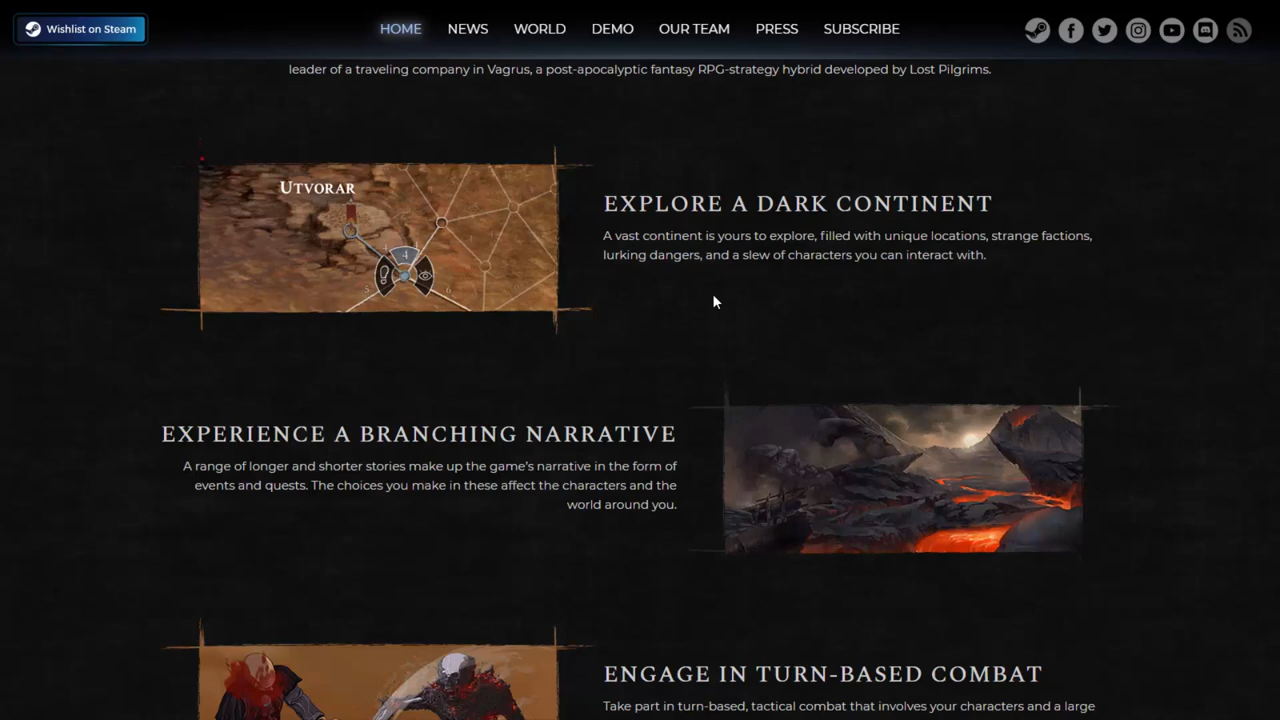 Wishlist on Steam
HOME NEWS WORLD DEMO OUR TEAM PRESS SUBSCRIBE
leader of a traveling company in Vagrus, a post-apocalyptic fantasy RPG-strategy hybrid developed by Lost Pilgrims.
UTVORAR
4
5
6
EXPLORE A DARK CONTINENT
A vast continent is yours to explore, filled with unique locations, strange factions,
lurking dangers, and a slew of characters you can interact with.
EXPERIENCE A BRANCHING NARRATIVE
A range of longer and shorter stories make up the game’s narrative in the form of
events and quests. The choices you make in these affect the characters and the
world around you.
ENGAGE IN TURN-BASED COMBAT
Take part in turn-based, tactical combat that involves your characters and a large